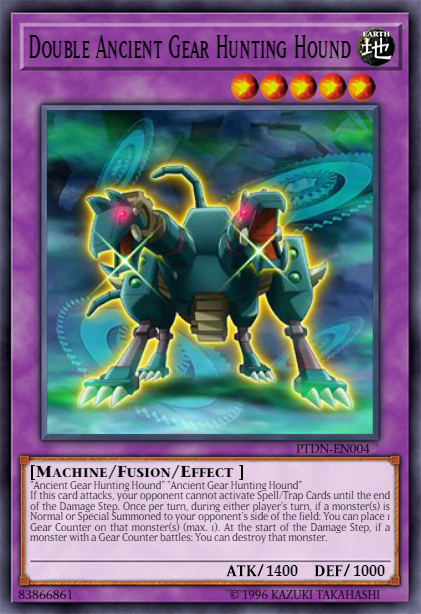 DOUBLE ANCIENT GEAR HUNTING HOUND
EARTH
地
PTDN-EN004
[MACHINE/FUSION/EFFECT ]
"Ancient Gear Hunting Hound" "Ancient Gear Hunting Hound"
If this card attacks, your opponent cannot activate Spell/Trap Cards until the end
of the Damage Step. Once per turn, during either player's turn, if a monster(s) is
Normal or Special Summoned to your opponent's side of the field: You can place 1
Gear Counter on that monster(s) (max. 1). At the start of the Damage Step, if a
monster with a Gear Counter battles: You can destroy that monster.
ATK/1400 DEF/1000
83866861 © 1996 KAZUKI TAKAHASHI